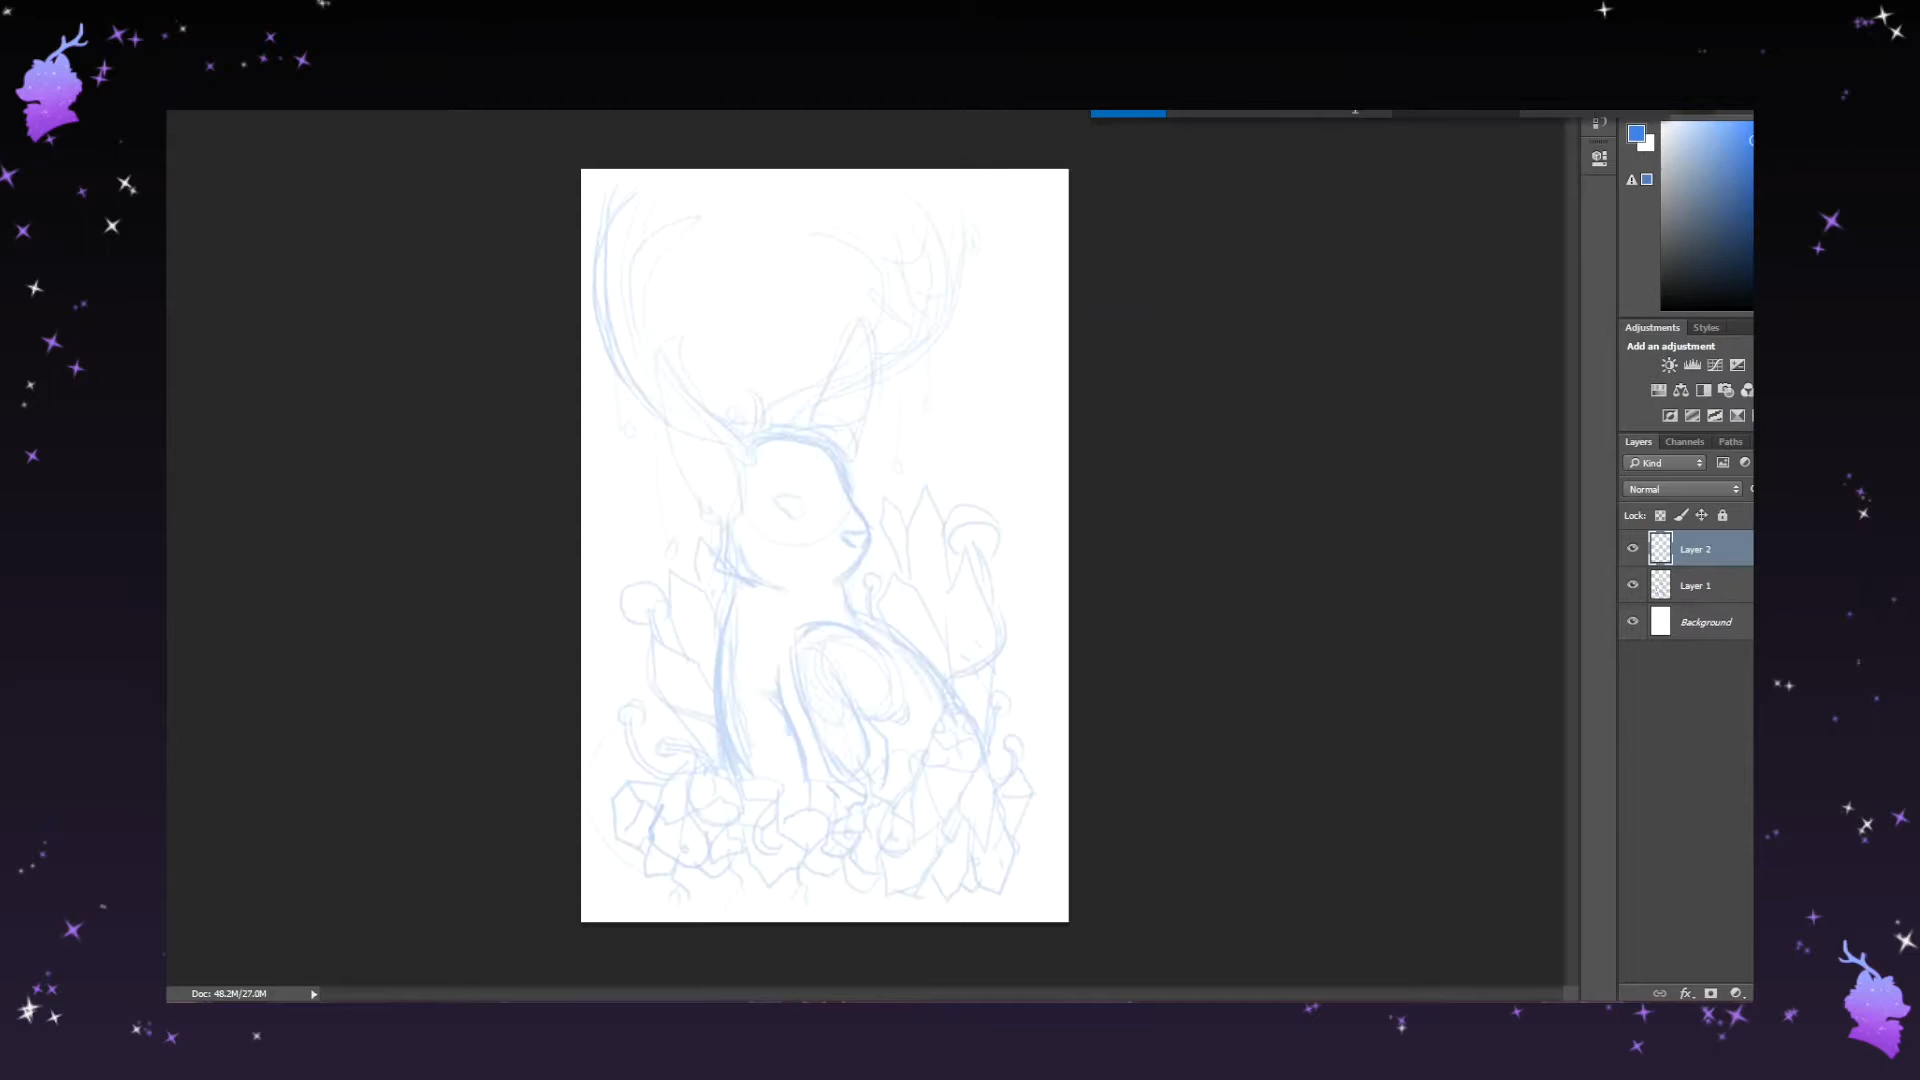 Adjustments Styles
Add an adjustment
Layers Channels Paths
Kind
Normal
Lock:
Layer 2
Layer 1
Background
Doc: 48.2M/27.0M
fx